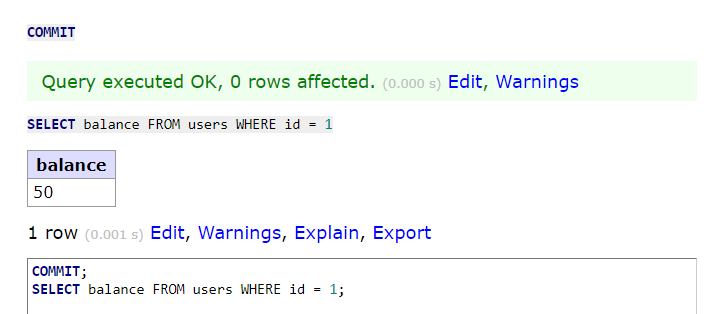 COMMIT
Query executed OK, 0 rows affected. (0.000 s) Edit, Warnings
SELECT balance FROM users WHERE id = 1
balance
50
1 row (0.001 s) Edit, Warnings, Explain, Export
COMMIT;
SELECT balance FROM users WHERE id = 1;